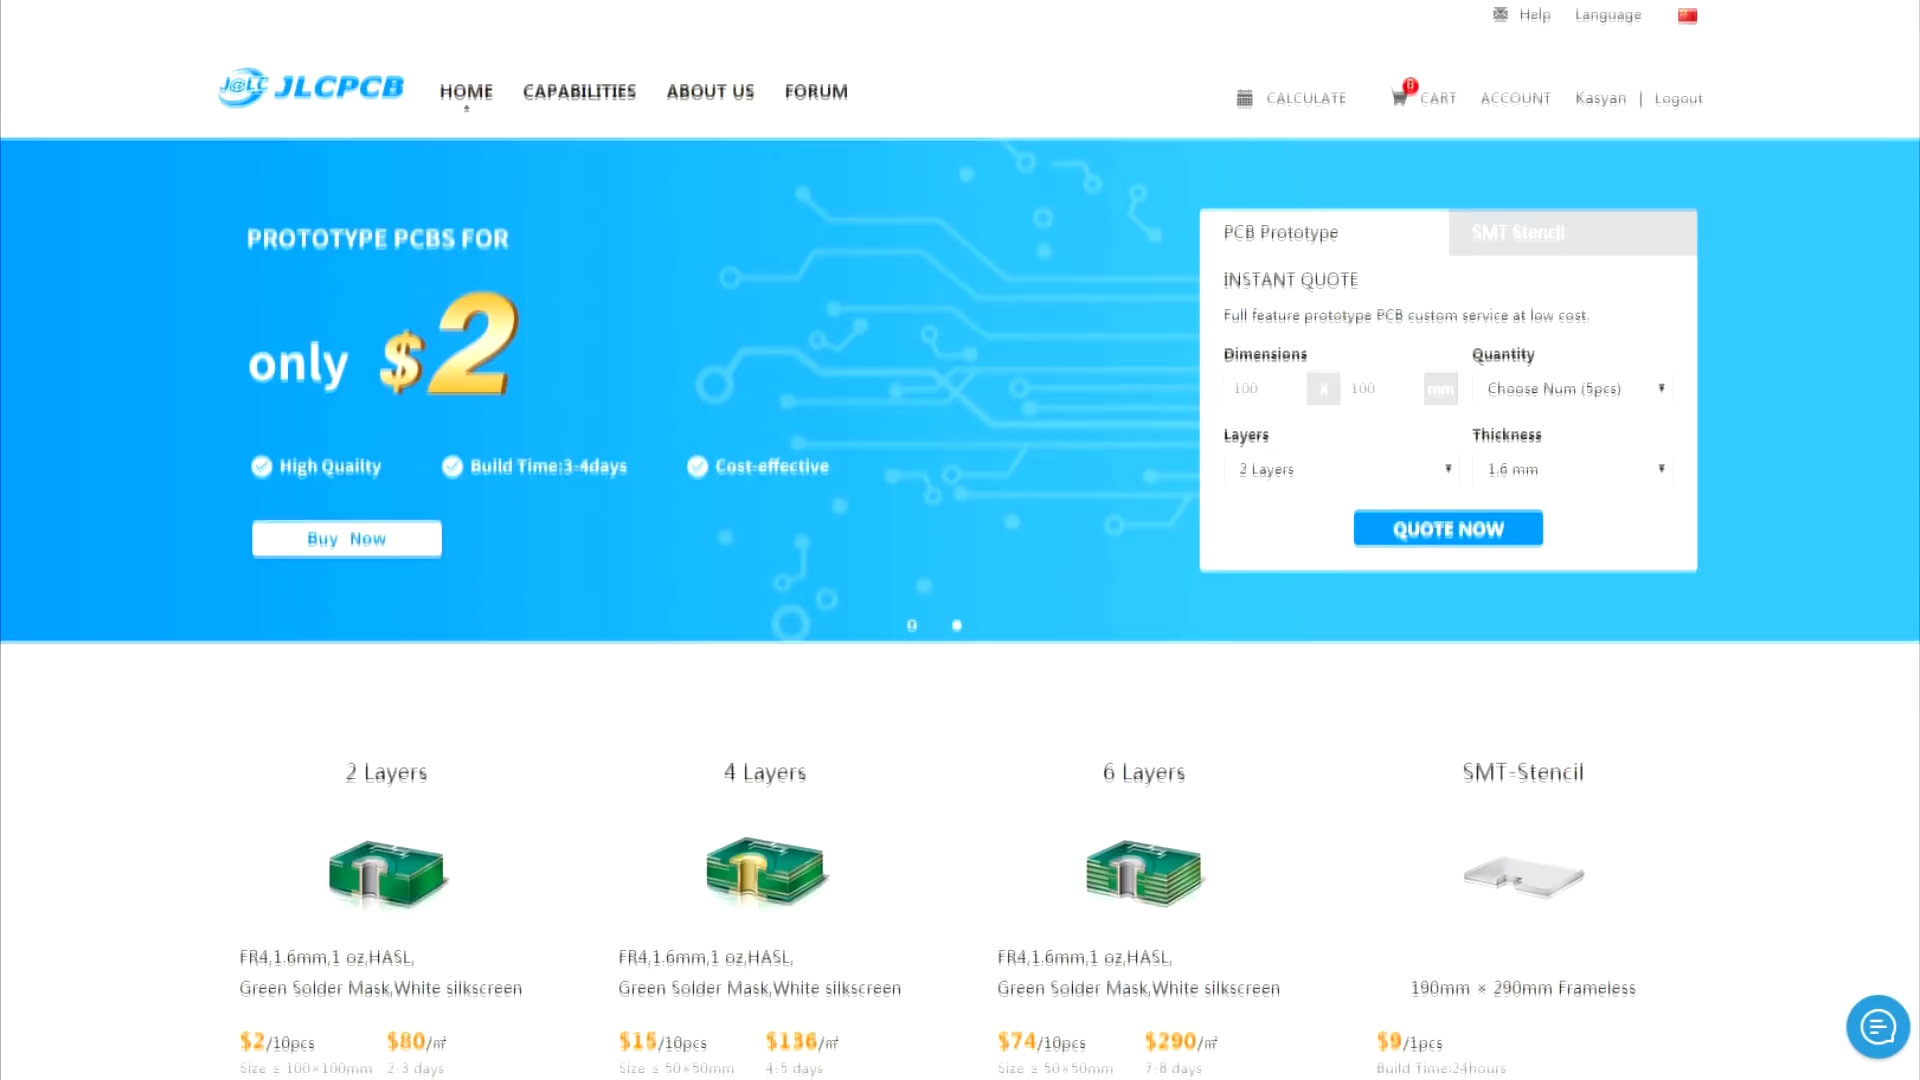 Help Language
J@LC JLCPCB HOME CAPABILITIES ABOUT US FORUM
CALCULATE 0 CART ACCOUNT Kasyan | Logout
PROTOTYPE PCBS FOR
only $2
High Quailty Build Time:3-4days Cost-effective
Buy Now
PCB Prototype SMT Stencil
INSTANT QUOTE
Full feature prototype PCB custom service at low cost.
Dimensions Quantity
100 X 100 mm Choose Num (5pcs)
Layers Thickness
2 Layers 1.6 mm
QUOTE NOW
2 Layers
FR4,1.6mm,1 oz,HASL,
Green Solder Mask,White silkscreen
$2/10pcs $80/㎡
Size ≤ 100×100mm 2-3 days
4 Layers
FR4,1.6mm,1 oz,HASL,
Green Solder Mask,White silkscreen
$15/10pcs $136/㎡
Size ≤ 50×50mm 4-5 days
6 Layers
FR4,1.6mm,1 oz,HASL,
Green Solder Mask,White silkscreen
$74/10pcs $290/㎡
Size ≤ 50×50mm 7-8 days
SMT-Stencil
190mm × 290mm Frameless
$9/1pcs
Build Time:24hours